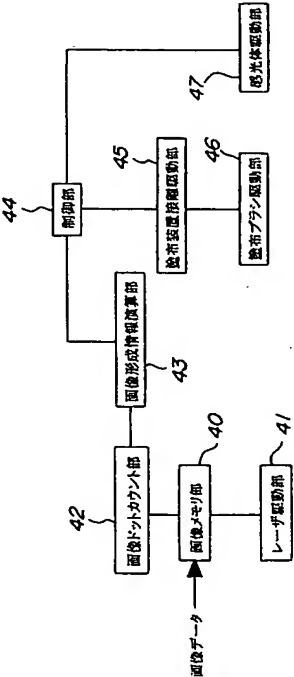 画像データ
画像メモリ部
40
レーザ駆動部
41
画像ドットカウント部
42
画像形成情報演算部
43
制御部
44
塗布装置接離駆動部
45
塗布ブラシ駆動部
46
感光体駆動部
47